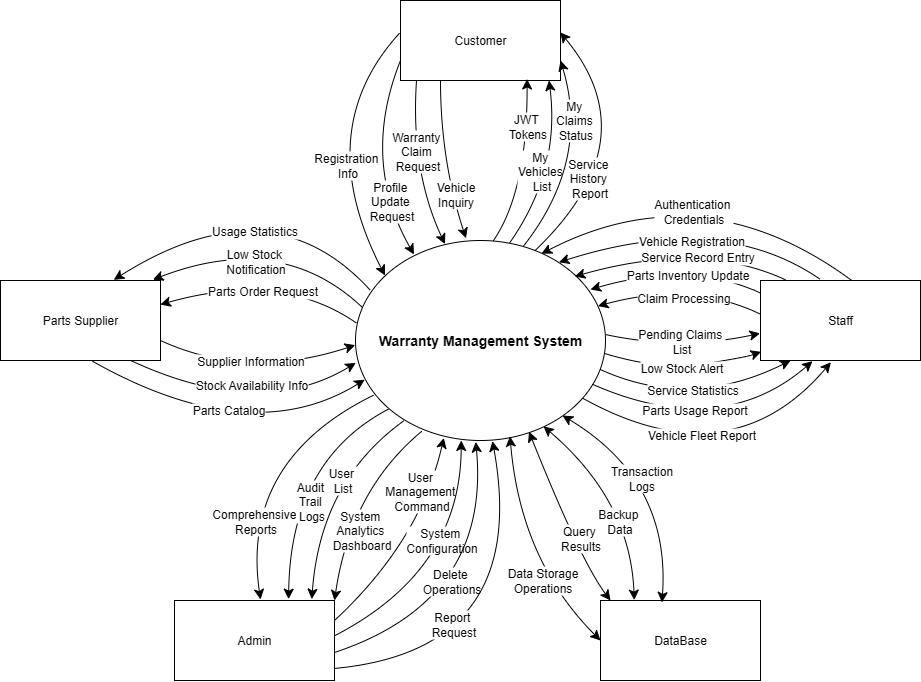 Customer
JWT
Tokens
My
Claims
Status
Warranty
Claim
Request
Registration
Info
My
Vehicles
List
Service
History
Report
Profile
Update
Request
Vehicle
Inquiry
Authentication
Credentials
Usage Statistics
Vehicle Registration
Low Stock
Notification
Service Record Entry
Parts Inventory Update
Parts Order Request
Claim Processing
Parts Supplier
Staff
Warranty Management System
Pending Claims
List
Supplier Information
Low Stock Alert
Stock Availability Info
Service Statistics
Parts Catalog
Parts Usage Report
Vehicle Fleet Report
User
List
Audit
Trail
Logs
User
Management
Command
Transaction
Logs
Comprehensive
Reports
System
Analytics
Dashboard
Backup
Data
System
Configuration
Query
Results
Delete
Operations
Data Storage
Operations
Report
Request
Admin
DataBase